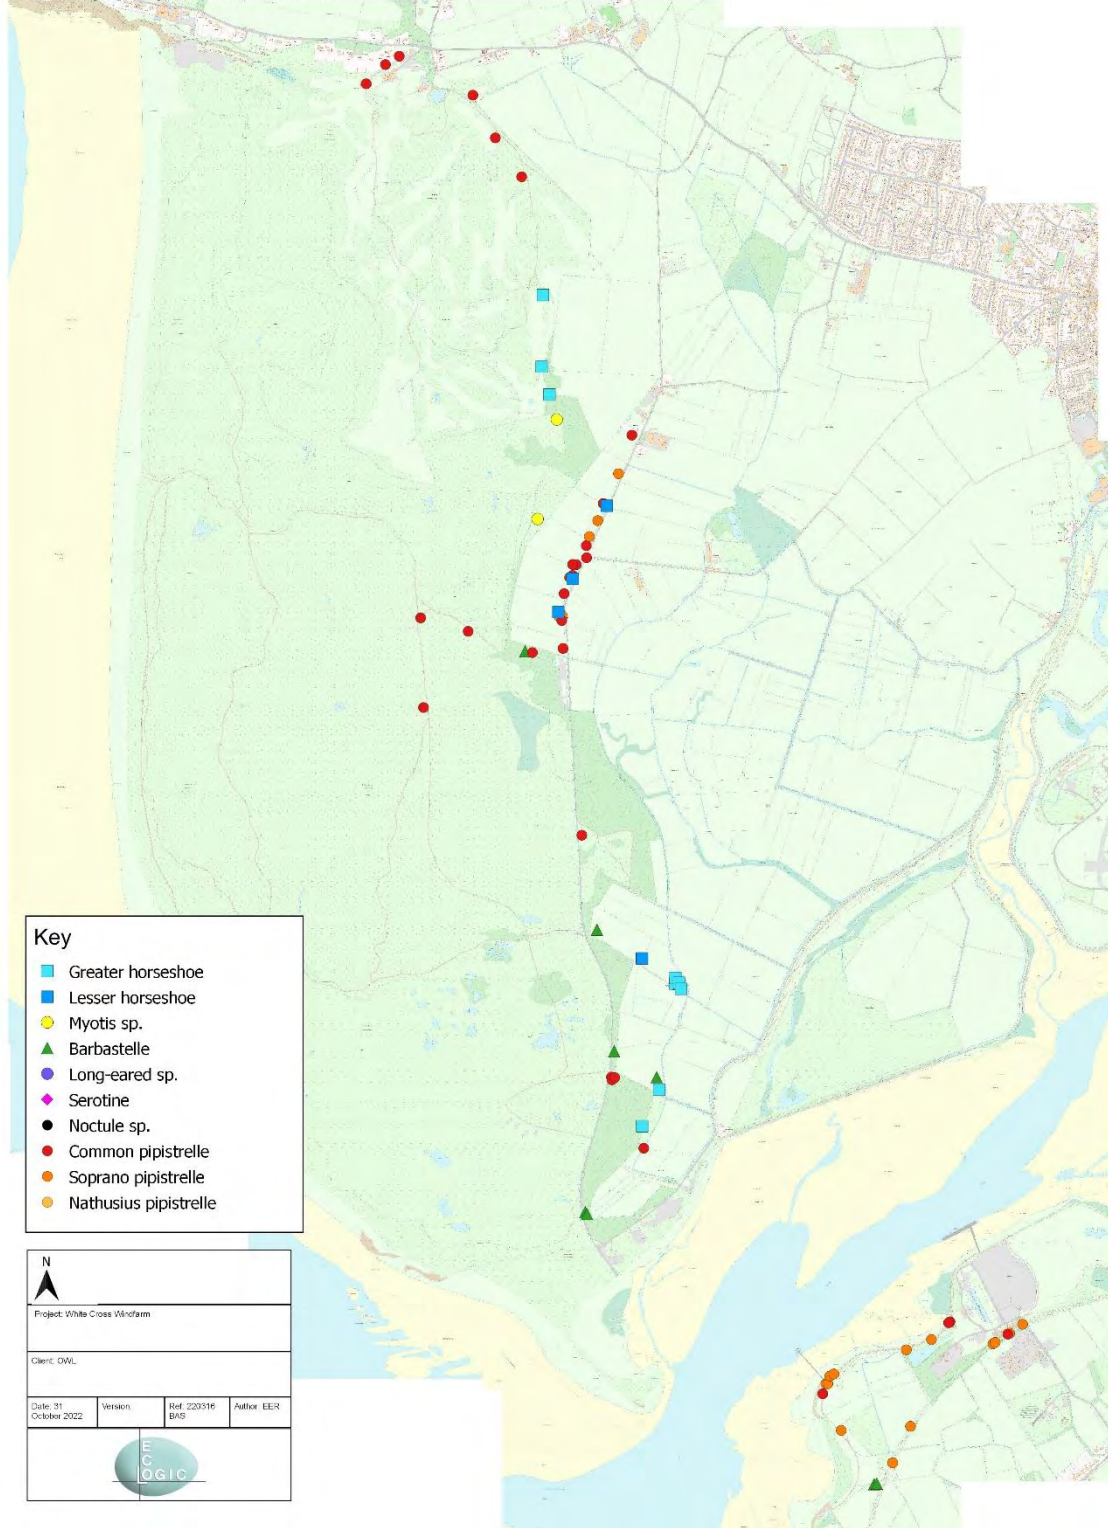 Key
Greater horseshoe
Lesser horseshoe
Myotis sp.
Barbastelle
Long-eared sp.
Serotine
Noctule sp.
Common pipistrelle
Soprano pipistrelle
Nathusius pipistrelle
N
Project: White Cross Windfarm
Client: OWL
Date: 31
October 2022
Version:
Ref: 220316
BAS
Author: EER
E
C
OGIC